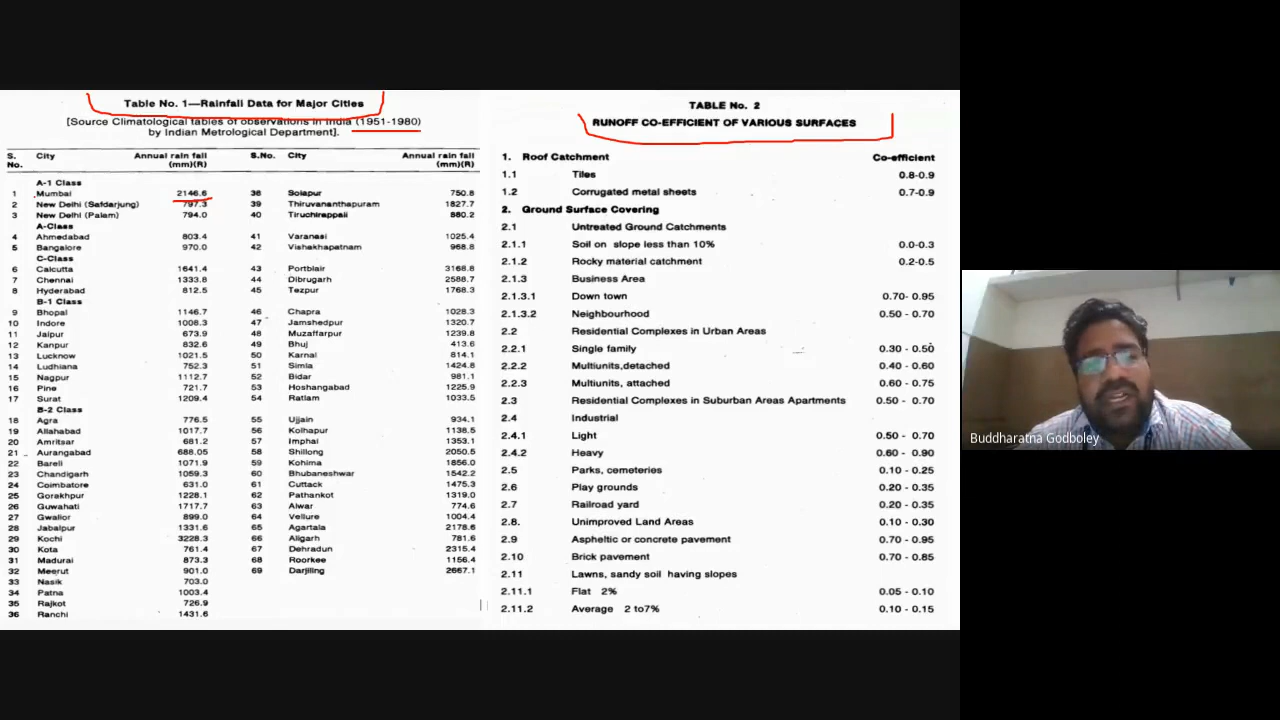 Table No. 1—Rainfall Data for Major Cities
[Source Climatological tables of observations in India (1951-1980)
by Indian Metrological Department].
S. No. City Annual rain fall (mm)(R) S.No. City Annual rain fall (mm)(R)
A-1 Class
1 Mumbai 2146.6 38 Solapur 750.8
2 New Delhi (Safdarjung) 797.3 39 Thiruvananthapuram 1827.7
3 New Delhi (Palam) 794.0 40 Tiruchirappali 880.2
A-Class
4 Ahmedabad 803.4 41 Varanasi 1025.4
5 Bangalore 970.0 42 Vishakhapatnam 968.8
C-Class
6 Calcutta 1641.4 43 Portblair 3168.8
7 Chennai 1333.8 44 Dibrugarh 2588.7
8 Hyderabad 812.5 45 Tezpur 1768.3
B-1 Class
9 Bhopal 1146.7 46 Chapra 1028.3
10 Indore 1008.3 47 Jamshedpur 1320.7
11 Jaipur 673.9 48 Muzaffarpur 1239.8
12 Kanpur 832.6 49 Bhuj 413.6
13 Lucknow 1021.5 50 Karnal 814.1
14 Ludhiana 752.3 51 Simla 1424.8
15 Nagpur 1112.7 52 Bidar 981.1
16 Pine 721.7 53 Hoshangabad 1225.9
17 Surat 1209.4 54 Ratlam 1033.5
B-2 Class
18 Agra 776.5 55 Ujjain 934.1
19 Allahabad 1017.7 56 Kolhapur 1138.5
20 Amritsar 681.2 57 Imphal 1353.1
21 Aurangabad 688.05 58 Shillong 2050.5
22 Bareli 1071.9 59 Kohima 1856.0
23 Chandigarh 1059.3 60 Bhubaneshwar 1542.2
24 Coimbatore 631.0 61 Cuttack 1475.3
25 Gorakhpur 1228.1 62 Pathankot 1319.0
26 Guwahati 1717.7 63 Alwar 774.6
27 Gwalior 899.0 64 Vellure 1004.4
28 Jabalpur 1331.6 65 Agartala 2178.6
29 Kochi 3228.3 66 Aligarh 781.6
30 Kota 761.4 67 Dehradun 2315.4
31 Madurai 873.3 68 Roorkee 1156.4
32 Meerut 901.0 69 Darjiling 2667.1
33 Nasik 703.0
34 Patna 1003.4
35 Rajkot 726.9
36 Ranchi 1431.6
TABLE No. 2
RUNOFF CO-EFFICIENT OF VARIOUS SURFACES
1. Roof Catchment Co-efficient
1.1 Tiles 0.8-0.9
1.2 Corrugated metal sheets 0.7-0.9
2. Ground Surface Covering
2.1 Untreated Ground Catchments
2.1.1 Soil on slope less than 10% 0.0-0.3
2.1.2 Rocky material catchment 0.2-0.5
2.1.3 Business Area
2.1.3.1 Down town 0.70- 0.95
2.1.3.2 Neighbourhood 0.50 - 0.70
2.2 Residential Complexes in Urban Areas
2.2.1 Single family 0.30 - 0.50
2.2.2 Multiunits,detached 0.40 - 0.60
2.2.3 Multiunits, attached 0.60 - 0.75
2.3 Residential Complexes in Suburban Areas Apartments 0.50 - 0.70
2.4 Industrial
2.4.1 Light 0.50 - 0.70
2.4.2 Heavy 0.60 - 0.90
2.5 Parks, cemeteries 0.10 - 0.25
2.6 Play grounds 0.20 - 0.35
2.7 Railroad yard 0.20 - 0.35
2.8. Unimproved Land Areas 0.10 - 0.30
2.9 Aspheltic or concrete pavement 0.70 - 0.95
2.10 Brick pavement 0.70 - 0.85
2.11 Lawns, sandy soil having slopes
2.11.1 Flat 2% 0.05 - 0.10
2.11.2 Average 2 to7% 0.10 - 0.15
Buddharatna Godboley